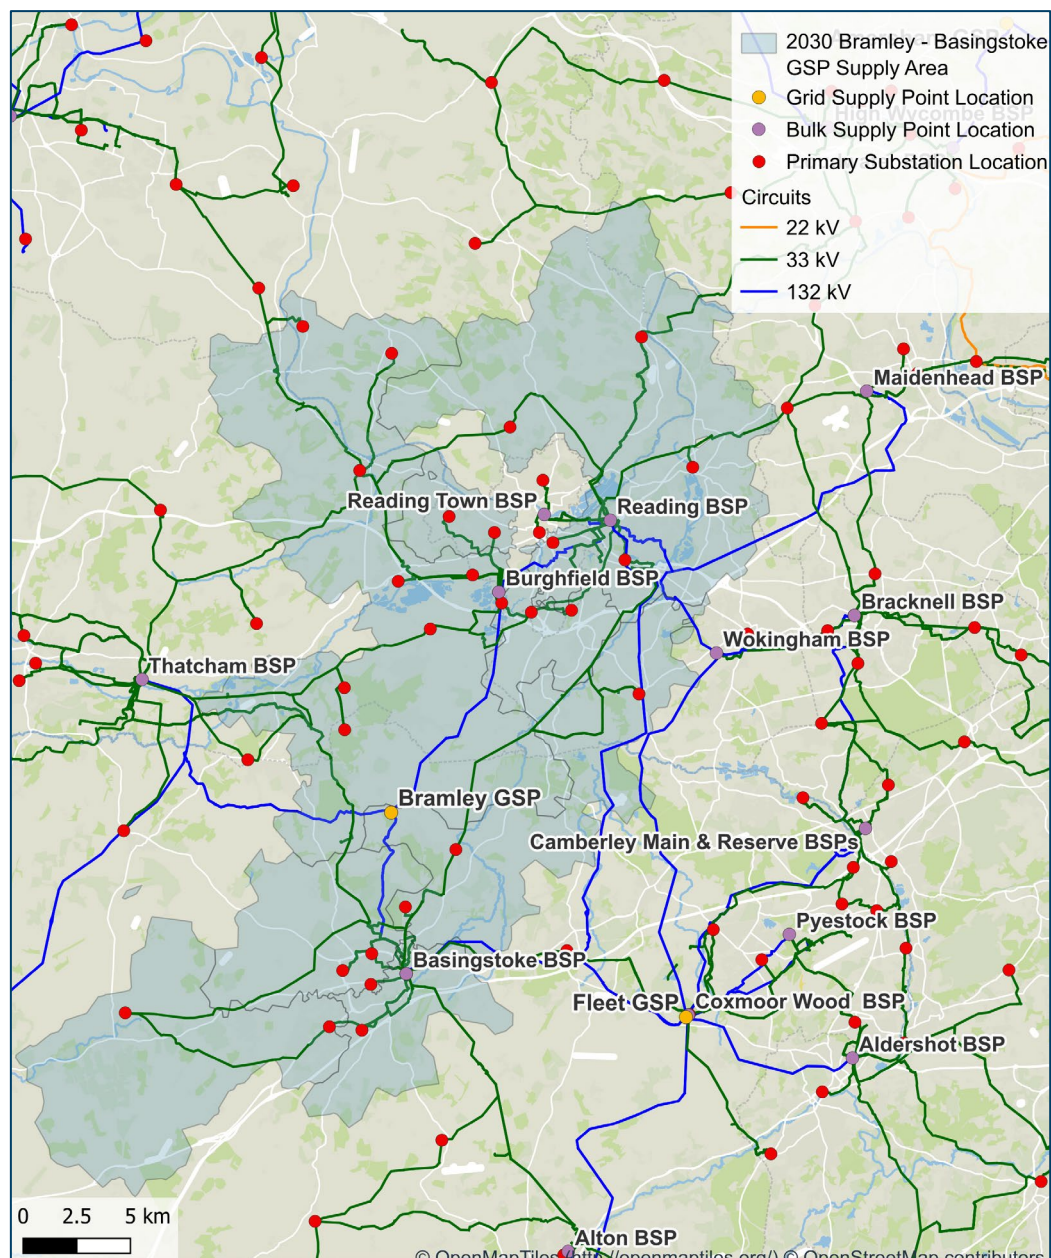 2030 Bramley - Basingstoke
GSP Supply Area
Grid Supply Point Location
High Wycombe BSP
Bulk Supply Point Location
Primary Substation Location
Circuits
22 kV
33 kV
132 kV
Maidenhead BSP
Reading Town BSP
Reading BSP
Burghfield BSP
Bracknell BSP
Wokingham BSP
Thatcham BSP
Bramley GSP
Camberley Main & Reserve BSPs
Pyestock BSP
Basingstoke BSP
Fleet GSP
Coxmoor Wood BSP
Aldershot BSP
0 2.5 5 km
Alton BSP
© OpenMapTiles (http://openmaptiles.org/) © OpenStreetMap contributors